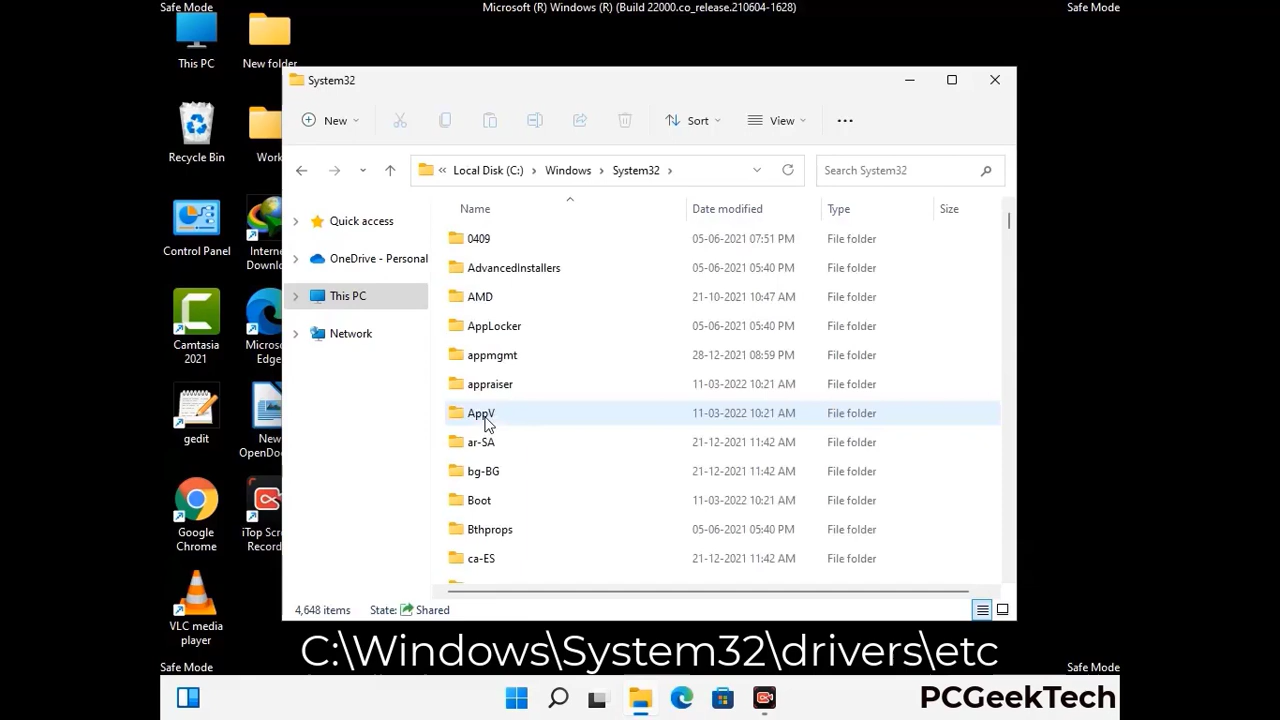 Safe Mode
Microsoft (R) Windows (R) (Build 22000.co_release.210604-1628)
Safe Mode
This PC
New folder
Recycle Bin
Work
Control Panel
Camtasia
2021
gedit
New
OpenDoc
Google
Chrome
iTop Scre
Record
VLC media
player
System32
New
Sort
View
Local Disk (C:)
Windows
System32
Search System32
Quick access
OneDrive - Personal
This PC
Network
Name
Date modified
Type
Size
0409 05-06-2021 07:51 PM File folder
AdvancedInstallers 05-06-2021 05:40 PM File folder
AMD 21-10-2021 10:47 AM File folder
AppLocker 05-06-2021 05:40 PM File folder
appmgmt 28-12-2021 08:59 PM File folder
appraiser 11-03-2022 10:21 AM File folder
AppV 11-03-2022 10:21 AM File folder
ar-SA 21-12-2021 11:42 AM File folder
bg-BG 21-12-2021 11:42 AM File folder
Boot 11-03-2022 10:21 AM File folder
Bthprops 05-06-2021 05:40 PM File folder
ca-ES 21-12-2021 11:42 AM File folder
4,648 items State: Shared
C:\Windows\System32\drivers\etc
Safe Mode
Safe Mode
PCGeekTech